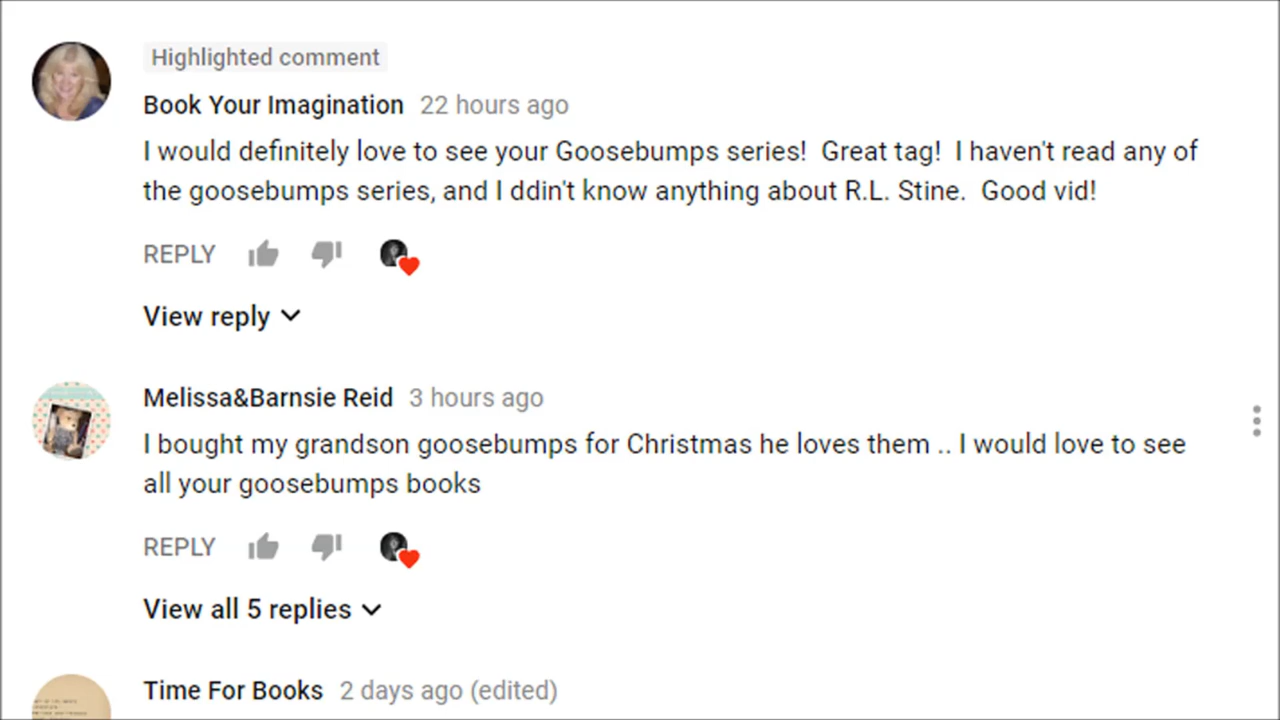 Highlighted comment
Book Your Imagination 22 hours ago
I would definitely love to see your Goosebumps series!  Great tag!  I haven't read any of
the goosebumps series, and I ddin't know anything about R.L. Stine.  Good vid!
REPLY
View reply
Melissa&Barnsie Reid 3 hours ago
I bought my grandson goosebumps for Christmas he loves them .. I would love to see
all your goosebumps books
REPLY
View all 5 replies
Time For Books 2 days ago (edited)